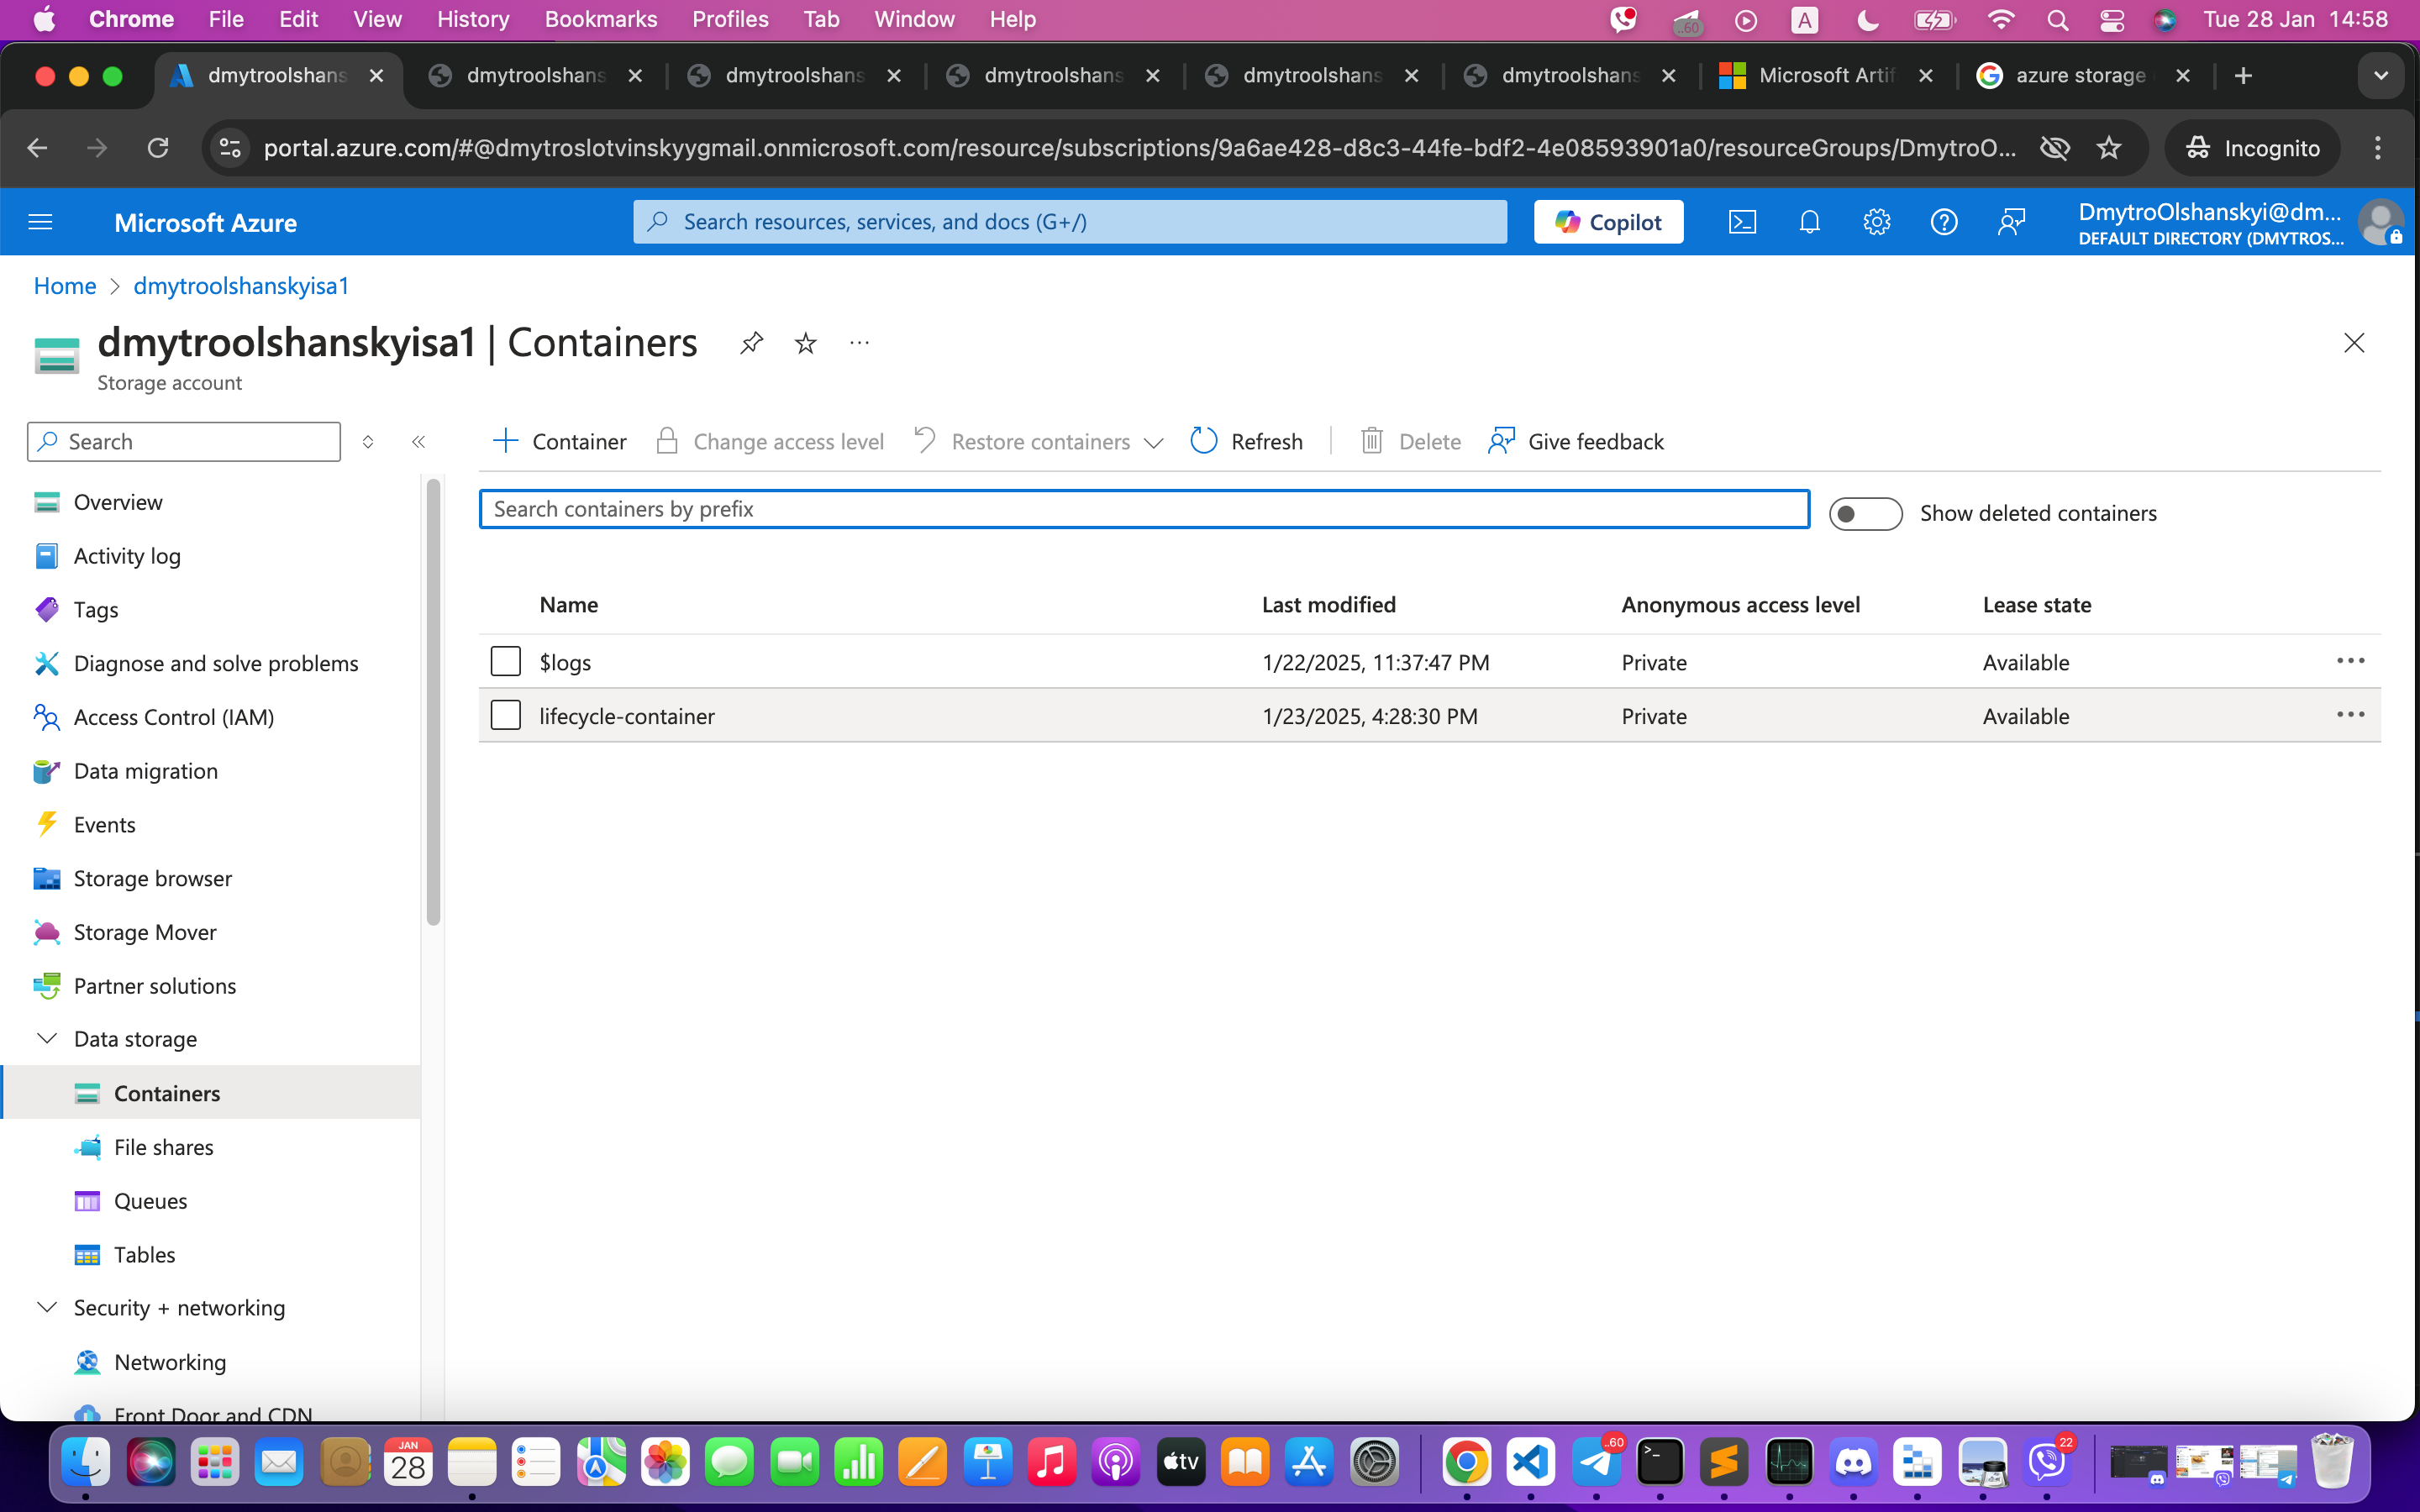 Chrome File Edit View History Bookmarks Profiles Tab Window Help ..60 A Tue 28 Jan 14:58
dmytroolshans dmytroolshans dmytroolshans dmytroolshans dmytroolshans dmytroolshans Microsoft Artif azure storage
portal.azure.com/#@dmytroslotvinskyygmail.onmicrosoft.com/resource/subscriptions/9a6ae428-d8c3-44fe-bdf2-4e08593901a0/resourceGroups/DmytroO... Incognito
Microsoft Azure Search resources, services, and docs (G+/) Copilot DmytroOlshanskyi@dm...
DEFAULT DIRECTORY (DMYTROS...
Home > dmytroolshanskyisa1
dmytroolshanskyisa1 | Containers ...
Storage account
Search
Container Change access level Restore containers Refresh Delete Give feedback
Search containers by prefix
Show deleted containers
Name Last modified Anonymous access level Lease state
$logs 1/22/2025, 11:37:47 PM Private Available
lifecycle-container 1/23/2025, 4:28:30 PM Private Available
Overview
Activity log
Tags
Diagnose and solve problems
Access Control (IAM)
Data migration
Events
Storage browser
Storage Mover
Partner solutions
Data storage
Containers
File shares
Queues
Tables
Security + networking
Networking
Front Door and CDN
JAN
28
tv
..60
22